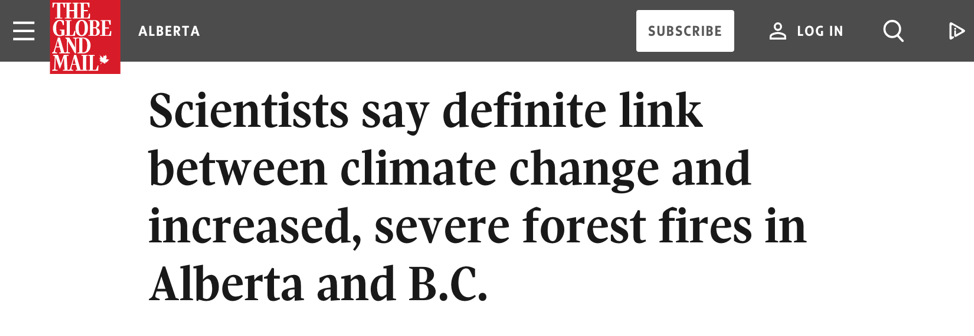 THE
GLOBE
AND
MAIL
ALBERTA
SUBSCRIBE
LOG IN
Scientists say definite link
between climate change and
increased, severe forest fires in
Alberta and B.C.